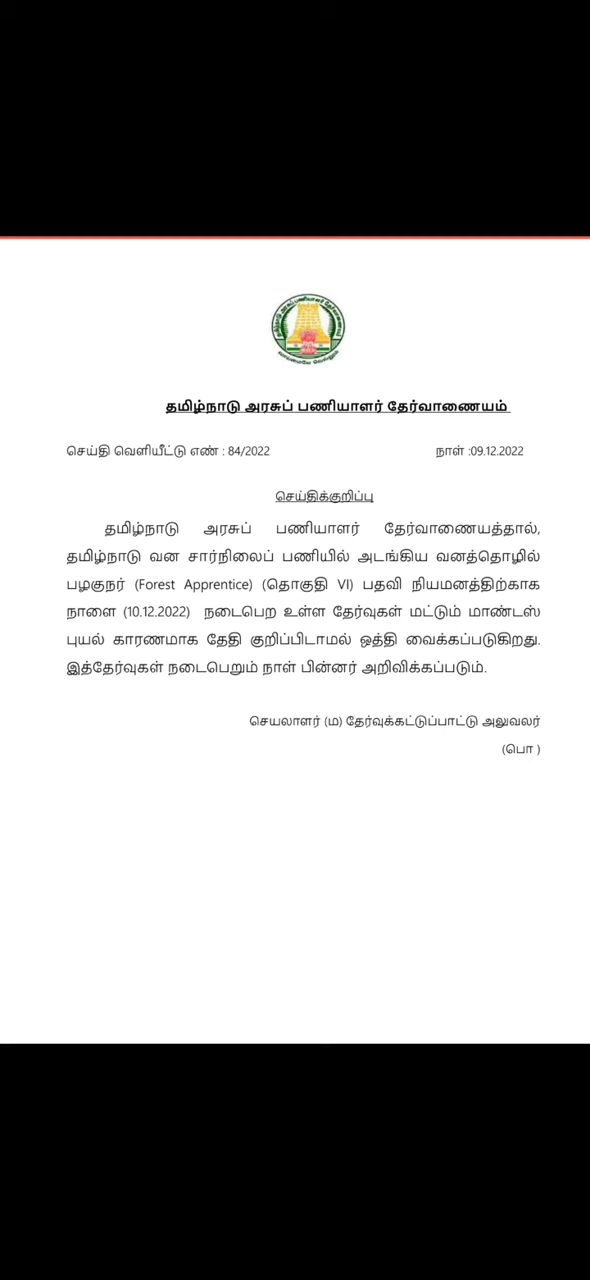 தமிழ்நாடு அரசுப் பணியாளர் தேர்வாணையம்
செய்தி வெளியீட்டு எண் : 84/2022 நாள் :09.12.2022
செய்திக்குறிப்பு
தமிழ்நாடு அரசுப் பணியாளர் தேர்வாணையத்தால்,
தமிழ்நாடு வன சார்நிலைப் பணியில் அடங்கிய வனத்தொழில்
பழகுநர் (Forest Apprentice) (தொகுதி VI) பதவி நியமனத்திற்காக
நாளை (10.12.2022) நடைபெற உள்ள தேர்வுகள் மட்டும் மாண்டஸ்
புயல் காரணமாக தேதி குறிப்பிடாமல் ஒத்தி வைக்கப்படுகிறது.
இத்தேர்வுகள் நடைபெறும் நாள் பின்னர் அறிவிக்கப்படும்.
செயலாளர் (ம) தேர்வுக்கட்டுப்பாட்டு அலுவலர்
(பொ )